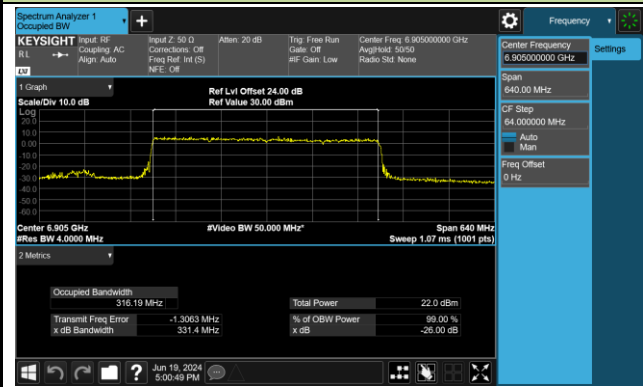 Spectrum Analyzer 1
Occupied BW
Frequency
KEYSIGHT
Input: RF
Coupling: AC
Align: Auto
Input Z: 50 Ω
Corrections: Off
Freq Ref: Int (S)
NFE: Off
Atten: 20 dB
Trig: Free Run
Gate: Off
#IF Gain: Low
Center Freq: 6.905000000 GHz
Avg|Hold: 50/50
Radio Std: None
RL
LXI
Center Frequency
6.905000000 GHz
Settings
Span
640.00 MHz
CF Step
64.000000 MHz
Auto
Man
Freq Offset
0 Hz
1 Graph
Scale/Div 10.0 dB
Ref Lvl Offset 24.00 dB
Ref Value 30.00 dBm
Log
20.0
10.0
0.00
-10.0
-20.0
-30.0
-40.0
-50.0
-60.0
Center 6.905 GHz
#Res BW 4.0000 MHz
#Video BW 50.000 MHz*
Span 640 MHz
Sweep 1.07 ms (1001 pts)
2 Metrics
Occupied Bandwidth
316.19 MHz
Total Power 22.0 dBm
Transmit Freq Error -1.3063 MHz
% of OBW Power 99.00 %
x dB Bandwidth 331.4 MHz
x dB -26.00 dB
?
Jun 19, 2024
5:00:49 PM